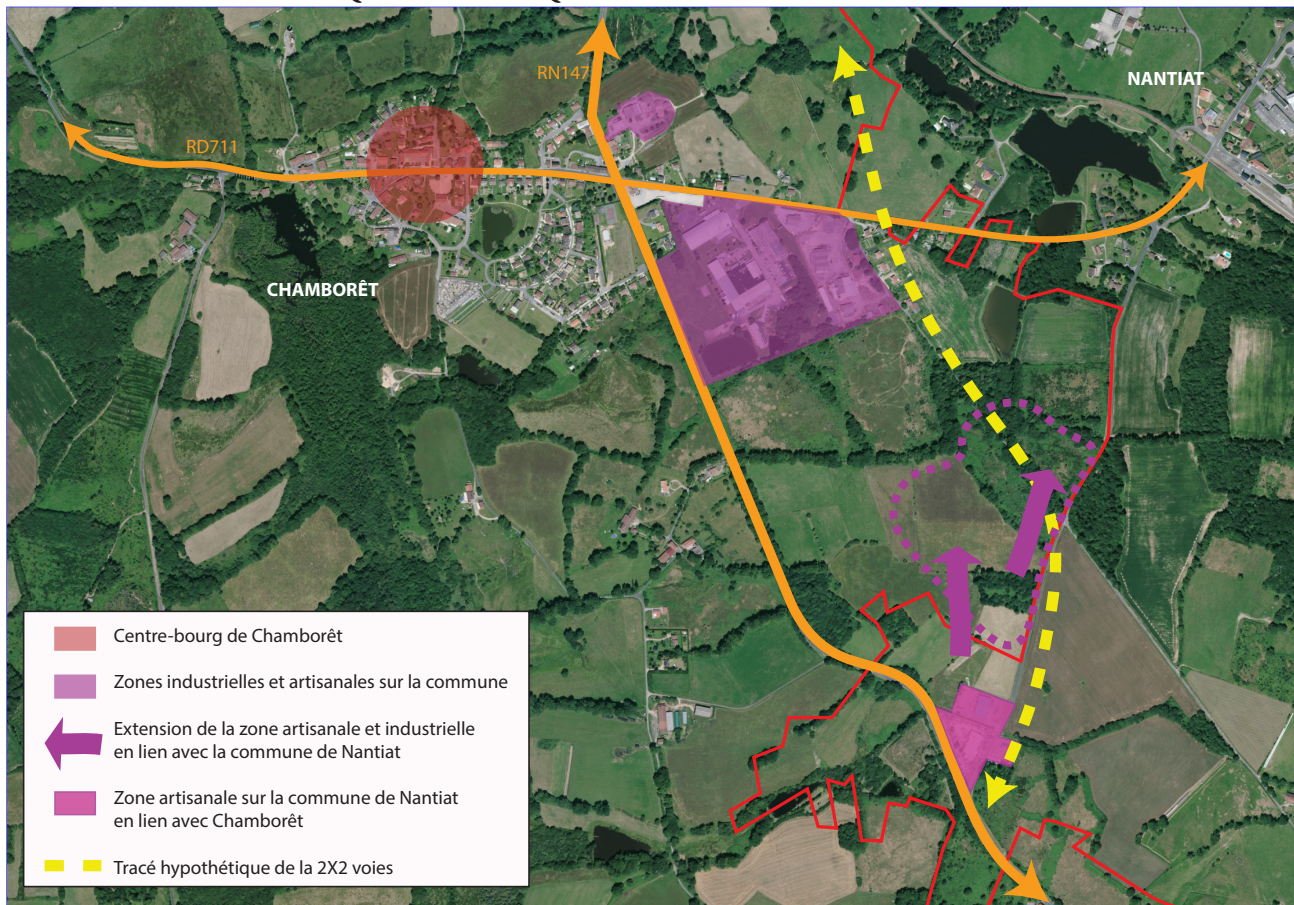 RN147
NANTIAT
RD711
CHAMBORÊT
Centre-bourg de Chamborêt
Zones industrielles et artisanales sur la commune
Extension de la zone artisanale et industrielle
en lien avec la commune de Nantiat
Zone artisanale sur la commune de Nantiat
en lien avec Chamborêt
Tracé hypothétique de la 2X2 voies